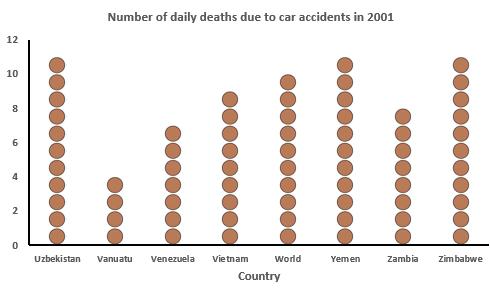 Number of daily deaths due to car accidents in 2001
12
10
8
6
4
2
0
Uzbekistan Vanuatu Venezuela Vietnam World Yemen Zambia Zimbabwe
Country